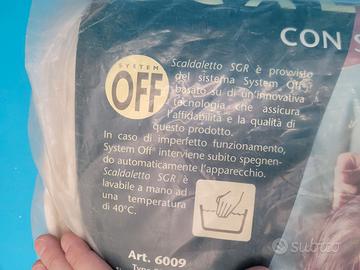 CON
SYSTEM
OFF
Scaldaletto SGR è provvisto
del sistema System Off,
basato su di un'innovativa
tecnologia che assicura
l'affidabilità e la qualità di
questo prodotto.
In caso di imperfetto funzionamento,
System Off interviene subito spegnen-
do automaticamente l'apparecchio.
Scaldaletto SGR è
lavabile a mano ad
una temperatura
di 40°C.
Art. 6009
subito